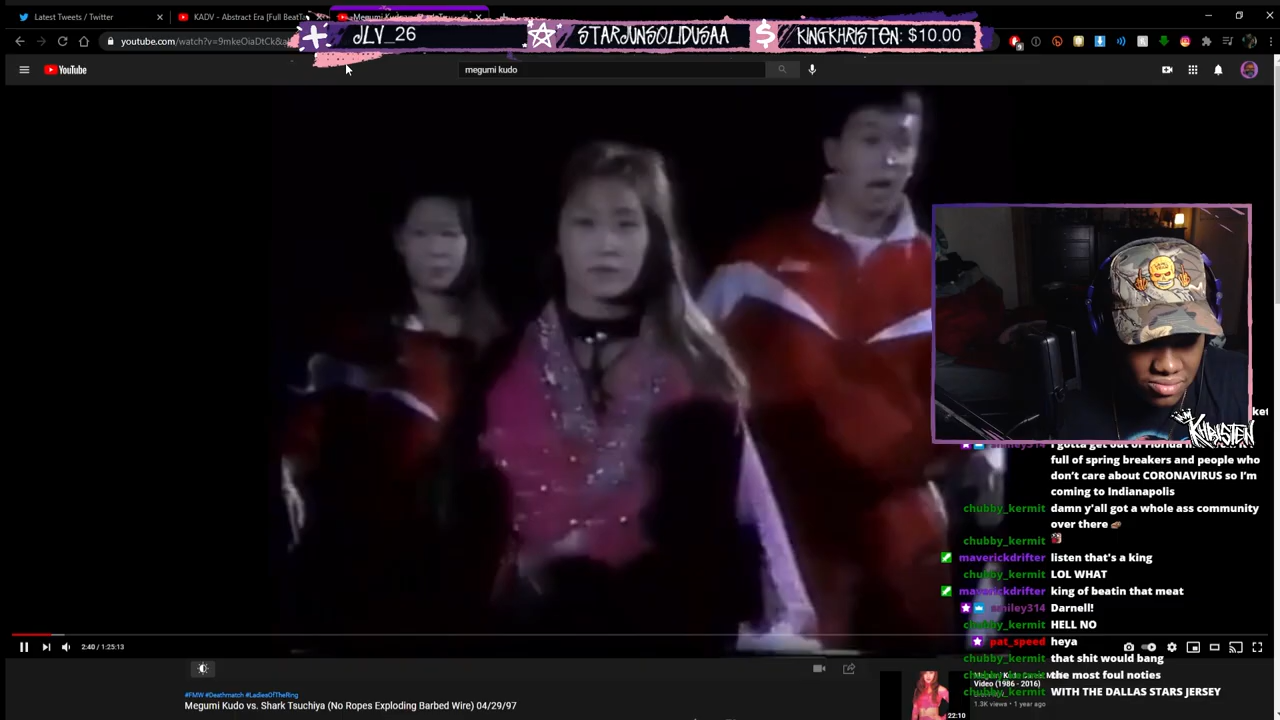 Latest Tweets / Twitter
KADV - Abstract Era [Full BeatTa
youtube.com/watch?v=9mkeOiaDtCk&a
JLV_26
STARJUNSOLIDUSAA
KINGKHRISTEN: $10.00
YouTube
megumi kudo
KHRISTEN
smiley314 I gotta get out of Florida
full of spring breakers and people who
don't care about CORONAVIRUS so I'm
coming to Indianapolis
chubby_kermit damn y'all got a whole ass community
over there
chubby_kermit
maverickdrifter listen that's a king
chubby_kermit LOL WHAT
maverickdrifter king of beatin that meat
smiley314 Darnell!
chubby_kermit HELL NO
pat_speed heya
chubby_kermit that shit would bang
chubby_kermit the most foul noties
chubby_kermit WITH THE DALLAS STARS JERSEY
2:40 / 1:25:13
#FMW #Deathmatch #LadiesOfTheRing
Megumi Kudo vs. Shark Tsuchiya (No Ropes Exploding Barbed Wire) 04/29/97
Video (1986 - 2016)
1.3K views • 1 year ago
22:10